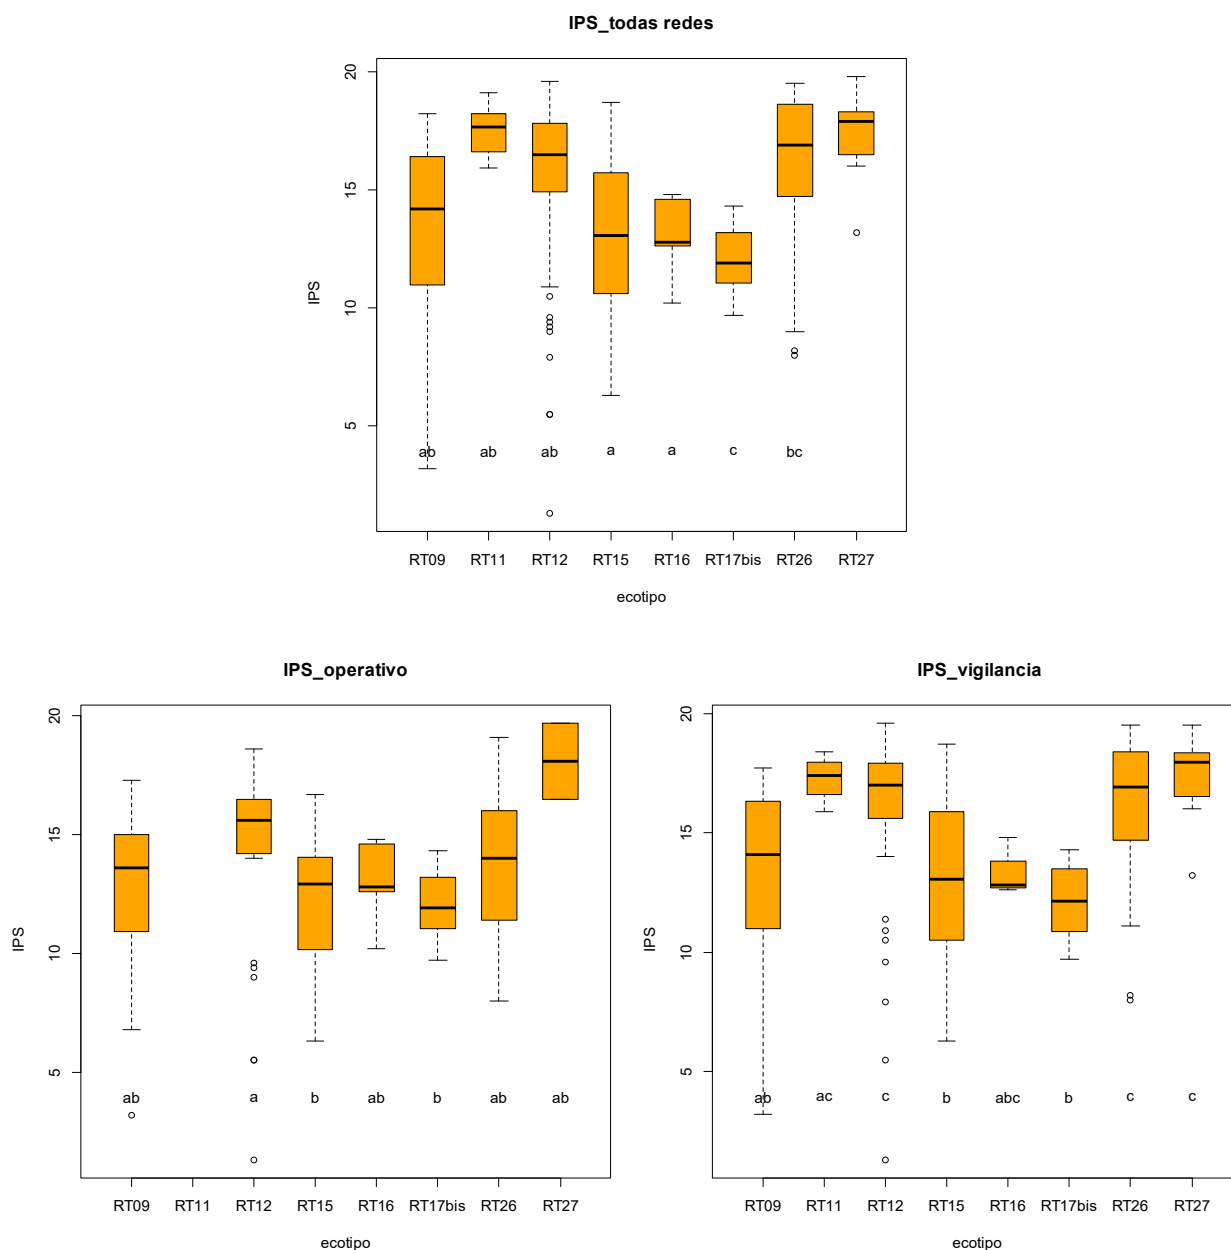 IPS_todas redes
20
15
10
5
IPS
ab ab ab a a c bc
RT09 RT11 RT12 RT15 RT16 RT17bis RT26 RT27
ecotipo
IPS_operativo
20
15
10
5
IPS
ab a b ab b ab ab
RT09 RT11 RT12 RT15 RT16 RT17bis RT26 RT27
ecotipo
IPS_vigilancia
20
15
10
5
IPS
ab ac c b abc b c c
RT09 RT11 RT12 RT15 RT16 RT17bis RT26 RT27
ecotipo